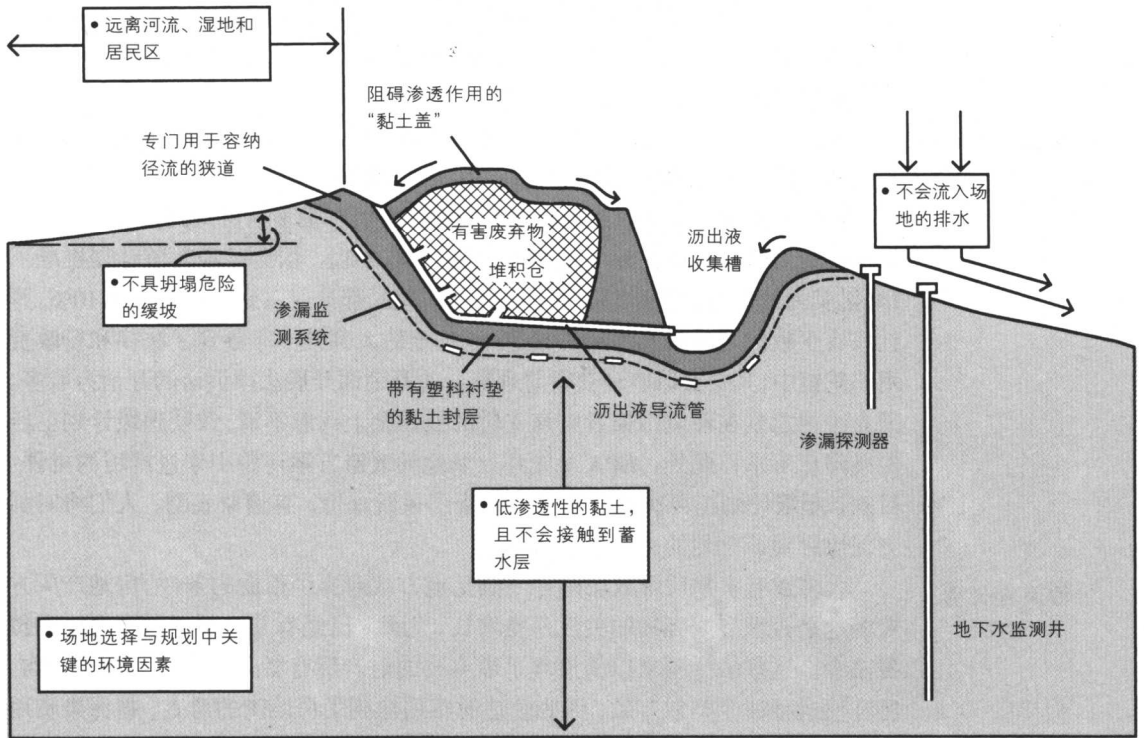 • 远离河流、湿地和
居民区
阻碍渗透作用的
“黏土盖”
专门用于容纳
径流的狭道
• 不会流入场
地的排水
有害废弃物
堆积仓
沥出液
收集槽
• 不具坍塌危险
的缓坡
渗漏监
测系统
带有塑料衬垫
的黏土封层
沥出液导流管
渗漏探测器
• 低渗透性的黏土，
且不会接触到蓄
水层
• 场地选择与规划中关
键的环境因素
地下水监测井